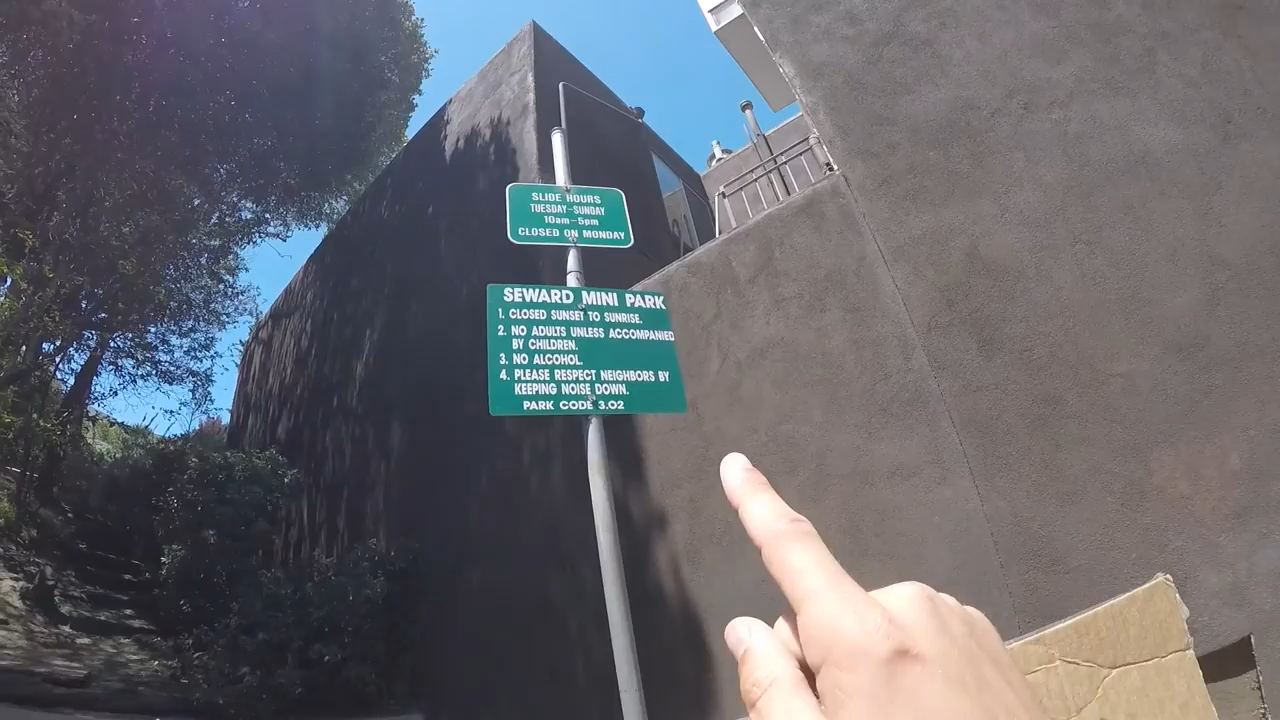 SLIDE HOURS
TUESDAY-SUNDAY
10am-5pm
CLOSED ON MONDAY
SEWARD MINI PARK
1. CLOSED SUNSET TO SUNRISE.
2. NO ADULTS UNLESS ACCOMPANIED
BY CHILDREN.
3. NO ALCOHOL.
4. PLEASE RESPECT NEIGHBORS BY
KEEPING NOISE DOWN.
PARK CODE 3.02